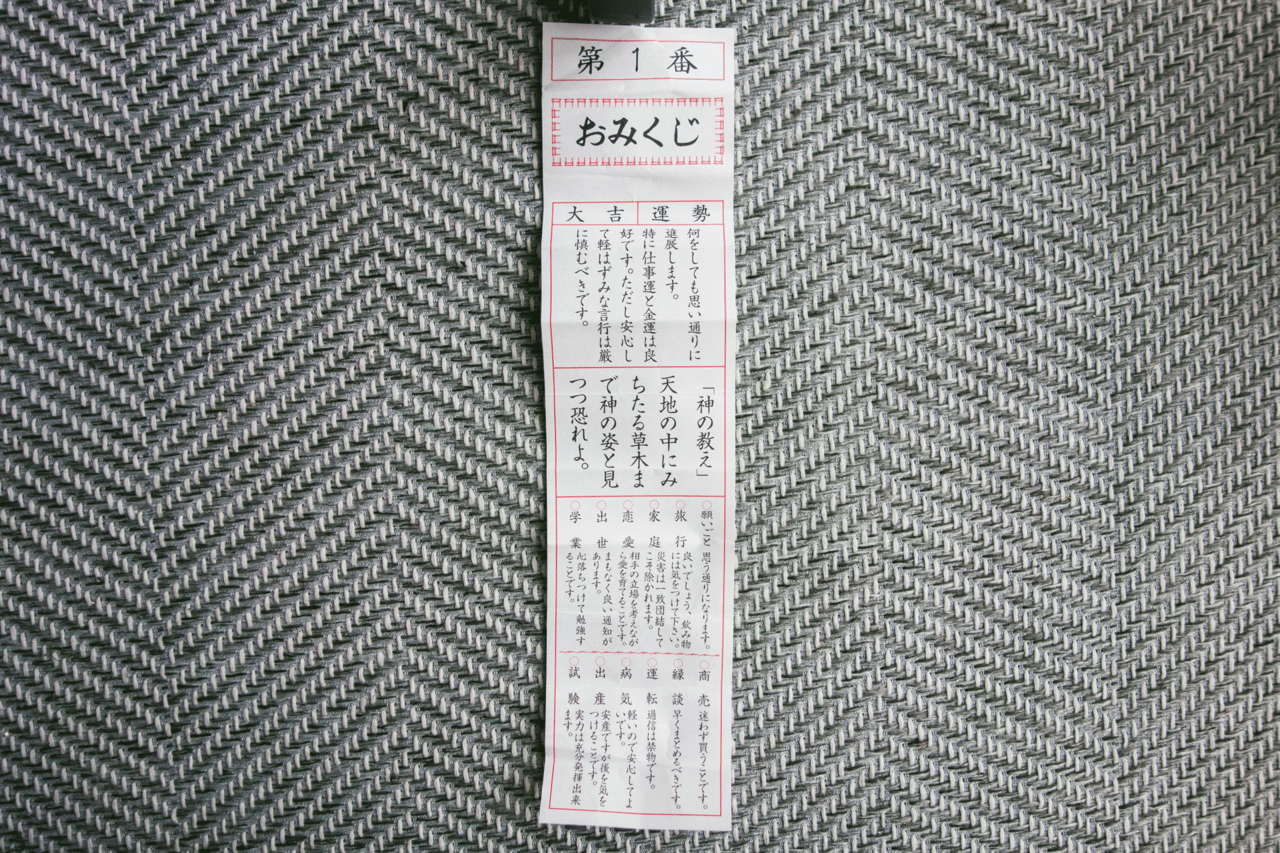 第1番
おみくじ
運勢
大吉
何をしても思い通りに
進展します。
特に仕事運と金運は良
好です。ただし安心し
て軽はずみな言行は厳
に慎むべきです。
「神の教え」
天地の中にみ
ちたる草木ま
で神の姿と見
つつ恐れよ。
○願いごと 思う通りになります。
○旅行 良いでしょう、飲み物
には気をつけて下さい。
○家庭 災害は一致団結して
こそ除かれます。
○恋愛 相手の立場を考えなが
ら愛を育てることです。
○出世 まもなく良い通知が
あります。
○学業 心落ちつけて勉強す
ることです。
○商売 迷わず買うことです。
○縁談 早くまとめるべきです。
○運転 過信は禁物です。
○病気 軽いので安心してよ
いです。
○出産 安産ですが後を気を
つけることです。
○試験 実力は充分発揮出来
ます。